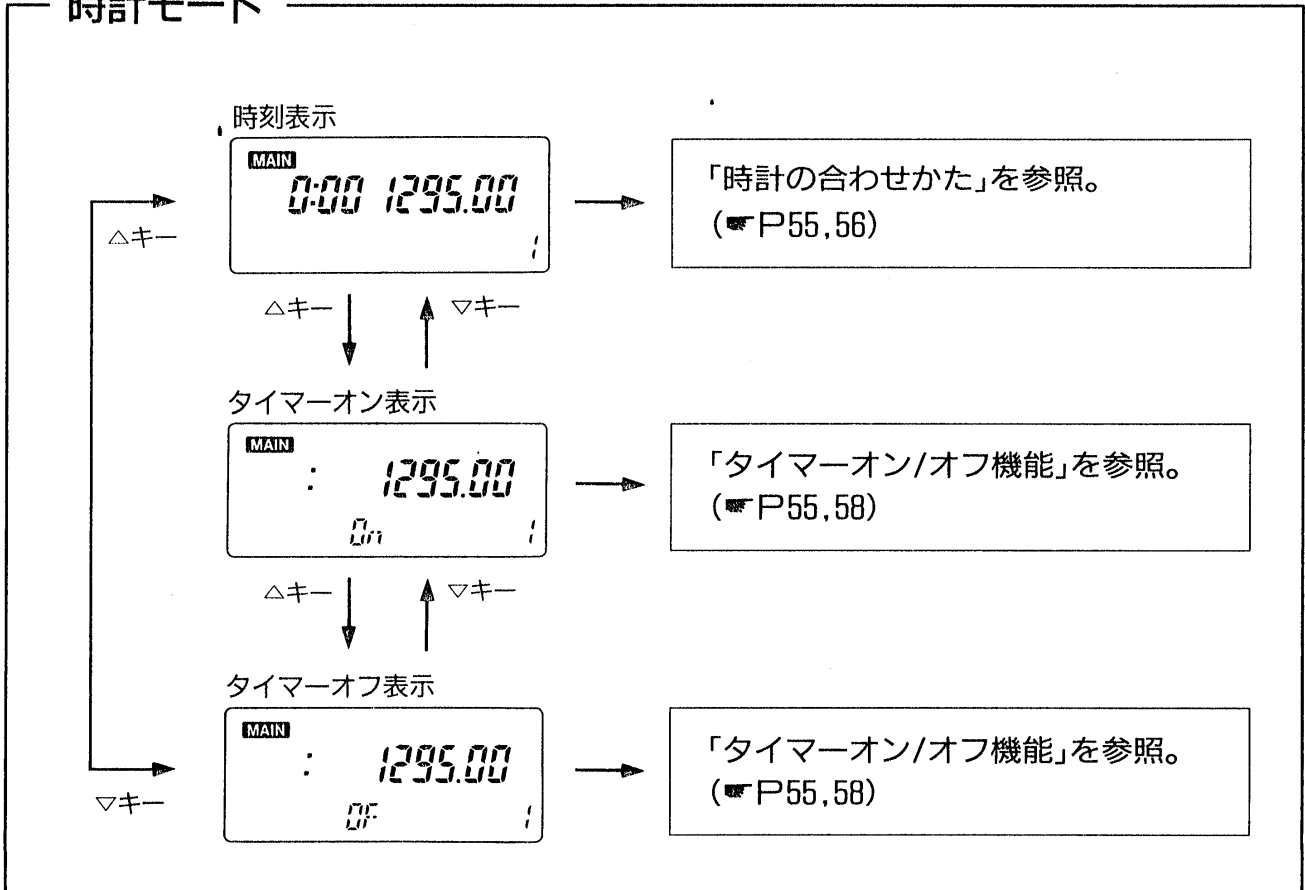 時計モード
時刻表示
MAIN
0:00 1295.00
1
「時計の合わせかた」を参照。
(☛P55,56)
△キー
△キー ▽キー
タイマーオン表示
MAIN
: 1295.00
On 1
「タイマーオン/オフ機能」を参照。
(☛P55,58)
△キー ▽キー
タイマーオフ表示
MAIN
: 1295.00
OF 1
「タイマーオン/オフ機能」を参照。
(☛P55,58)
▽キー